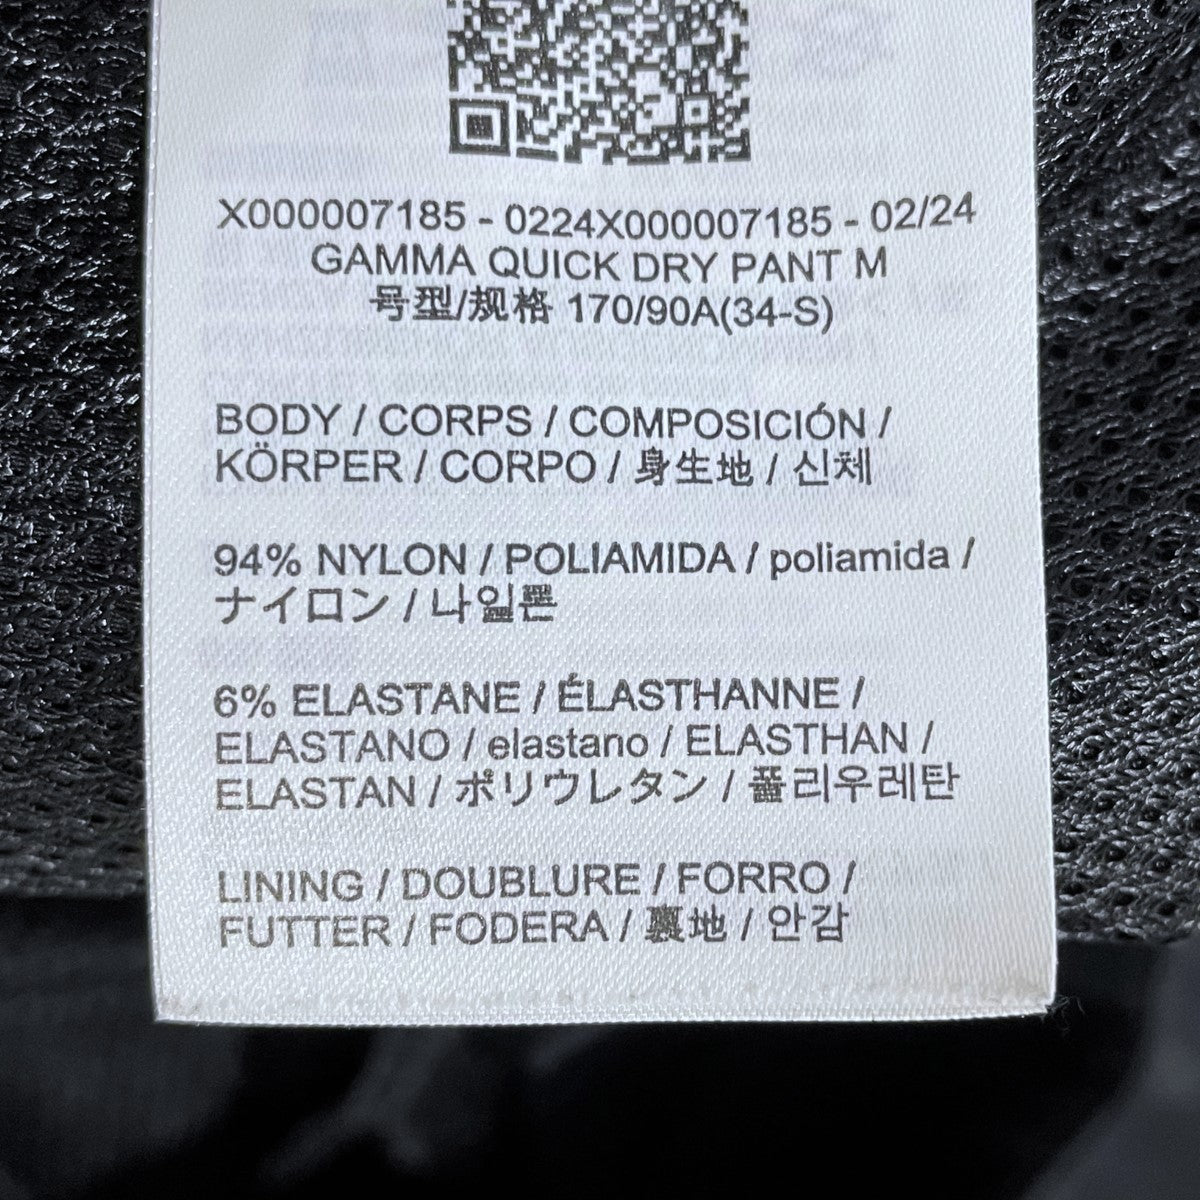 X000007185 - 0224X000007185 - 02/24
GAMMA QUICK DRY PANT M
号型/规格 170/90A(34-S)
BODY / CORPS / COMPOSICIÓN /
KÖRPER / CORPO / 身生地 / 신체
94% NYLON / POLIAMIDA / poliamida /
ナイロン / 나일론
6% ELASTANE / ÉLASTHANNE /
ELASTANO / elastano / ELASTHAN /
ELASTAN / ポリウレタン / 폴리우레탄
LINING / DOUBLURE / FORRO /
FUTTER / FODERA / 裏地 / 안감